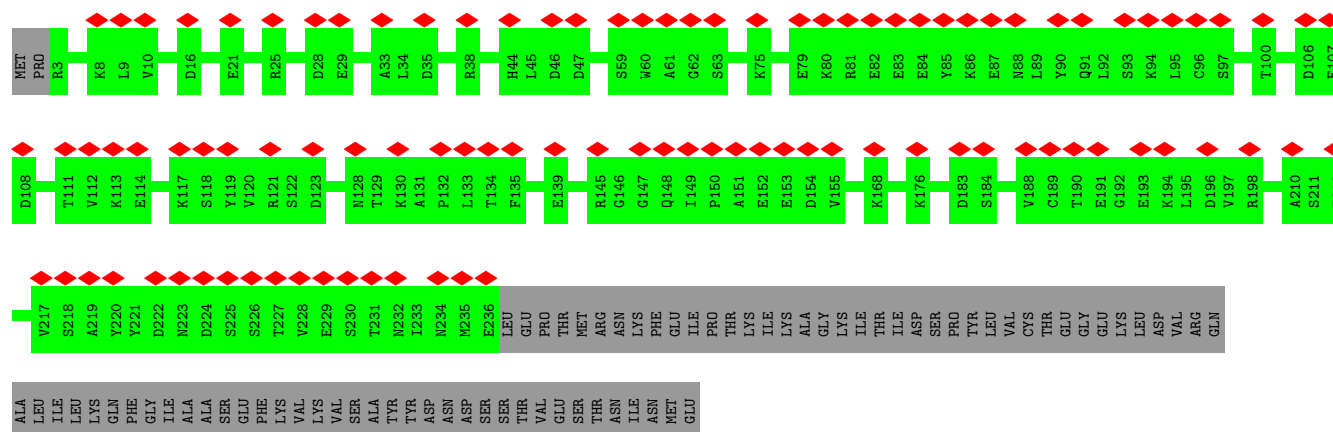 MET PRO R3 K8 L9 V10 D16 E21 R25 D28 E29 A33 L34 D35 R38 H44 L45 D46 D47 S59 W60 A61 G62 S63 K75 E79 K80 R81 E82 E83 E84 Y85 K86 E87 N88 L89 Y90 Q91 L92 S93 K94 L95 C96 S97 T100 D106 E107
D108 T111 V112 K113 E114 K117 S118 Y119 V120 R121 S122 D123 N128 T129 K130 A131 P132 L133 T134 F135 E139 R145 G146 G147 Q148 I149 P150 A151 E152 E153 D154 V155 K168 K176 D183 S184 V188 C189 T190 E191 G192 E193 K194 L195 D196 V197 R198 A210 S211
V217 S218 A219 Y220 Y221 D222 N223 D224 S225 S226 T227 V228 E229 S230 T231 N232 I233 N234 M235 E236 LEU GLU PRO THR MET ARG ASN LYS PHE GLU ILE PRO THR LYS ILE LYS ALA GLY LYS ILE THR ILE ASP SER PRO TYR LEU VAL CYS THR GLU GLY GLU LYS LEU ASP VAL ARG GLN
ALA LEU ILE LEU LYS GLN PHE GLY ILE ALA ALA SER GLU PHE LYS VAL LYS VAL SER ALA TYR TYR ASP ASN ASP SER SER THR VAL GLU SER THR ASN ILE ASN MET GLU